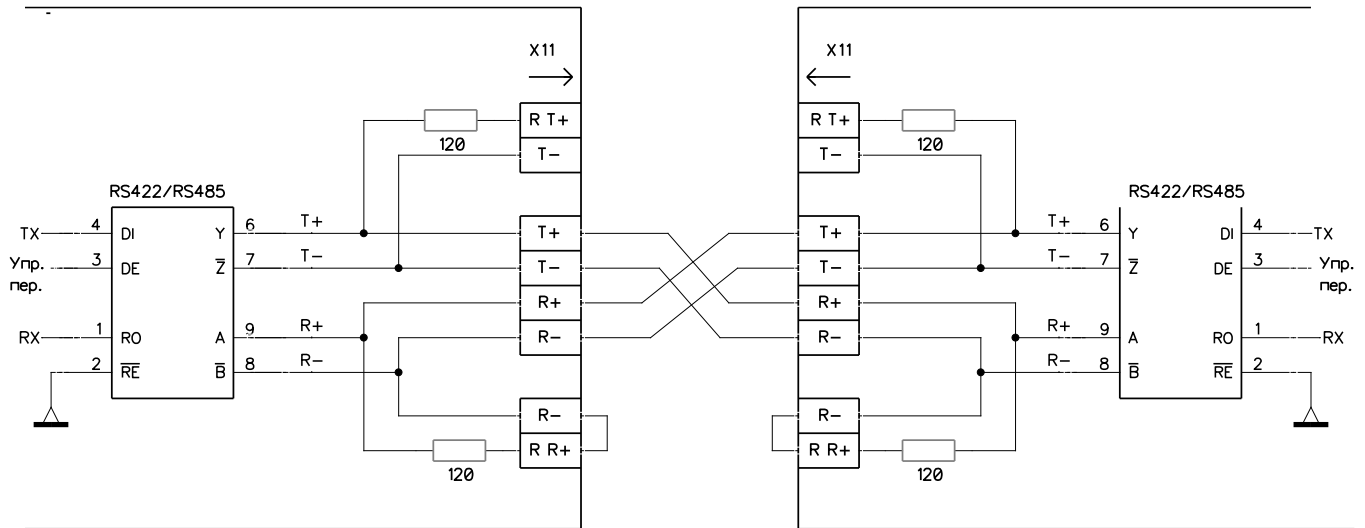 X11 X11
R T+ R T+
120 120
T- T-
RS422/RS485 RS422/RS485
TX 4 DI Y 6 T+ T+ T+ T+ 6 Y DI 4 TX
Упр. пер. 3 DE Z 7 T- T- T- T- 7 Z DE 3 Упр. пер.
R+ R+
RX 1 RO A 9 R+ R- R- R+ 9 A RO 1 RX
2 RE B 8 R- R- 8 B RE 2
R- R-
R R+ R R+
120 120